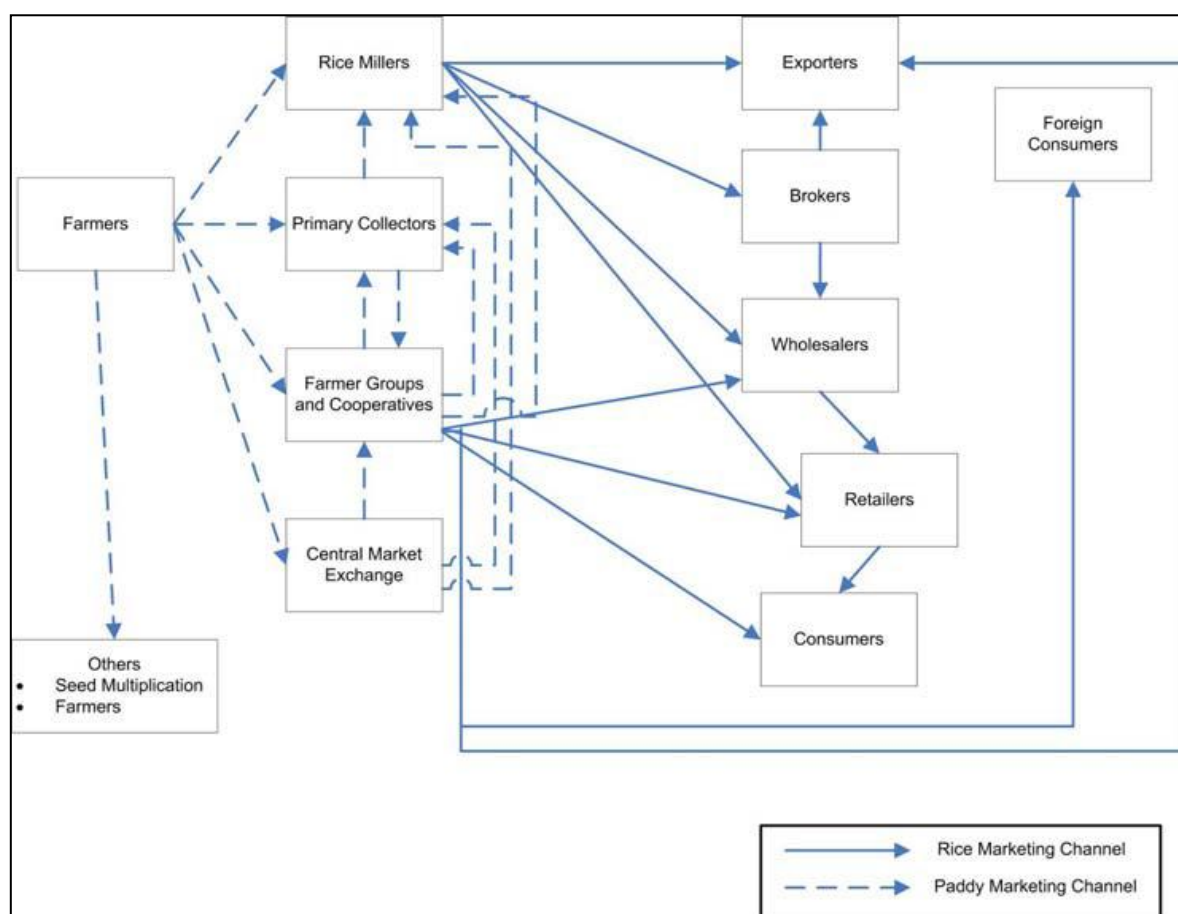 Rice Millers
Exporters
Foreign
Consumers
Farmers
Primary Collectors
Brokers
Wholesalers
Farmer Groups
and Cooperatives
Retailers
Central Market
Exchange
Consumers
Others
• Seed Multiplication
• Farmers
Rice Marketing Channel
Paddy Marketing Channel